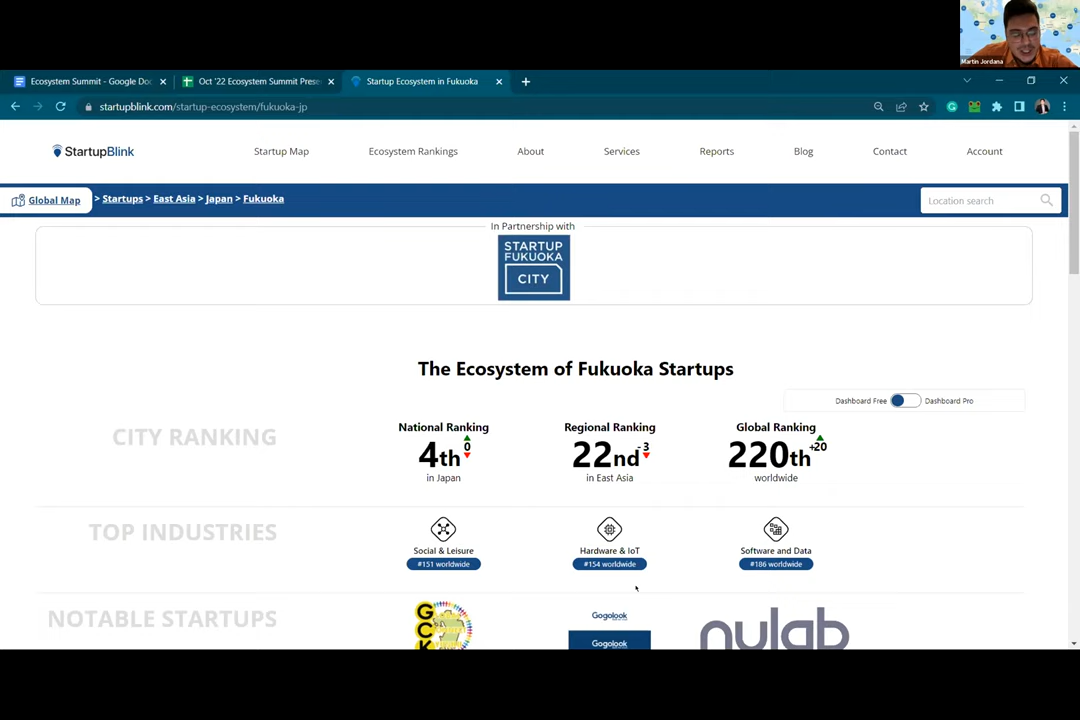 Martin Jordana
Ecosystem Summit - Google Doc
Oct '22 Ecosystem Summit Prese
Startup Ecosystem in Fukuoka
startupblink.com/startup-ecosystem/fukuoka-jp
StartupBlink
Startup Map
Ecosystem Rankings
About
Services
Reports
Blog
Contact
Account
Global Map > Startups > East Asia > Japan > Fukuoka
Location search
In Partnership with
STARTUP
FUKUOKA
CITY
The Ecosystem of Fukuoka Startups
Dashboard Free Dashboard Pro
CITY RANKING
National Ranking
4th 0
in Japan
Regional Ranking
22nd -3
in East Asia
Global Ranking
220th +20
worldwide
TOP INDUSTRIES
Social & Leisure
#151 worldwide
Hardware & IoT
#154 worldwide
Software and Data
#186 worldwide
NOTABLE STARTUPS
GCK
Gogolook
Gogolook
nulab